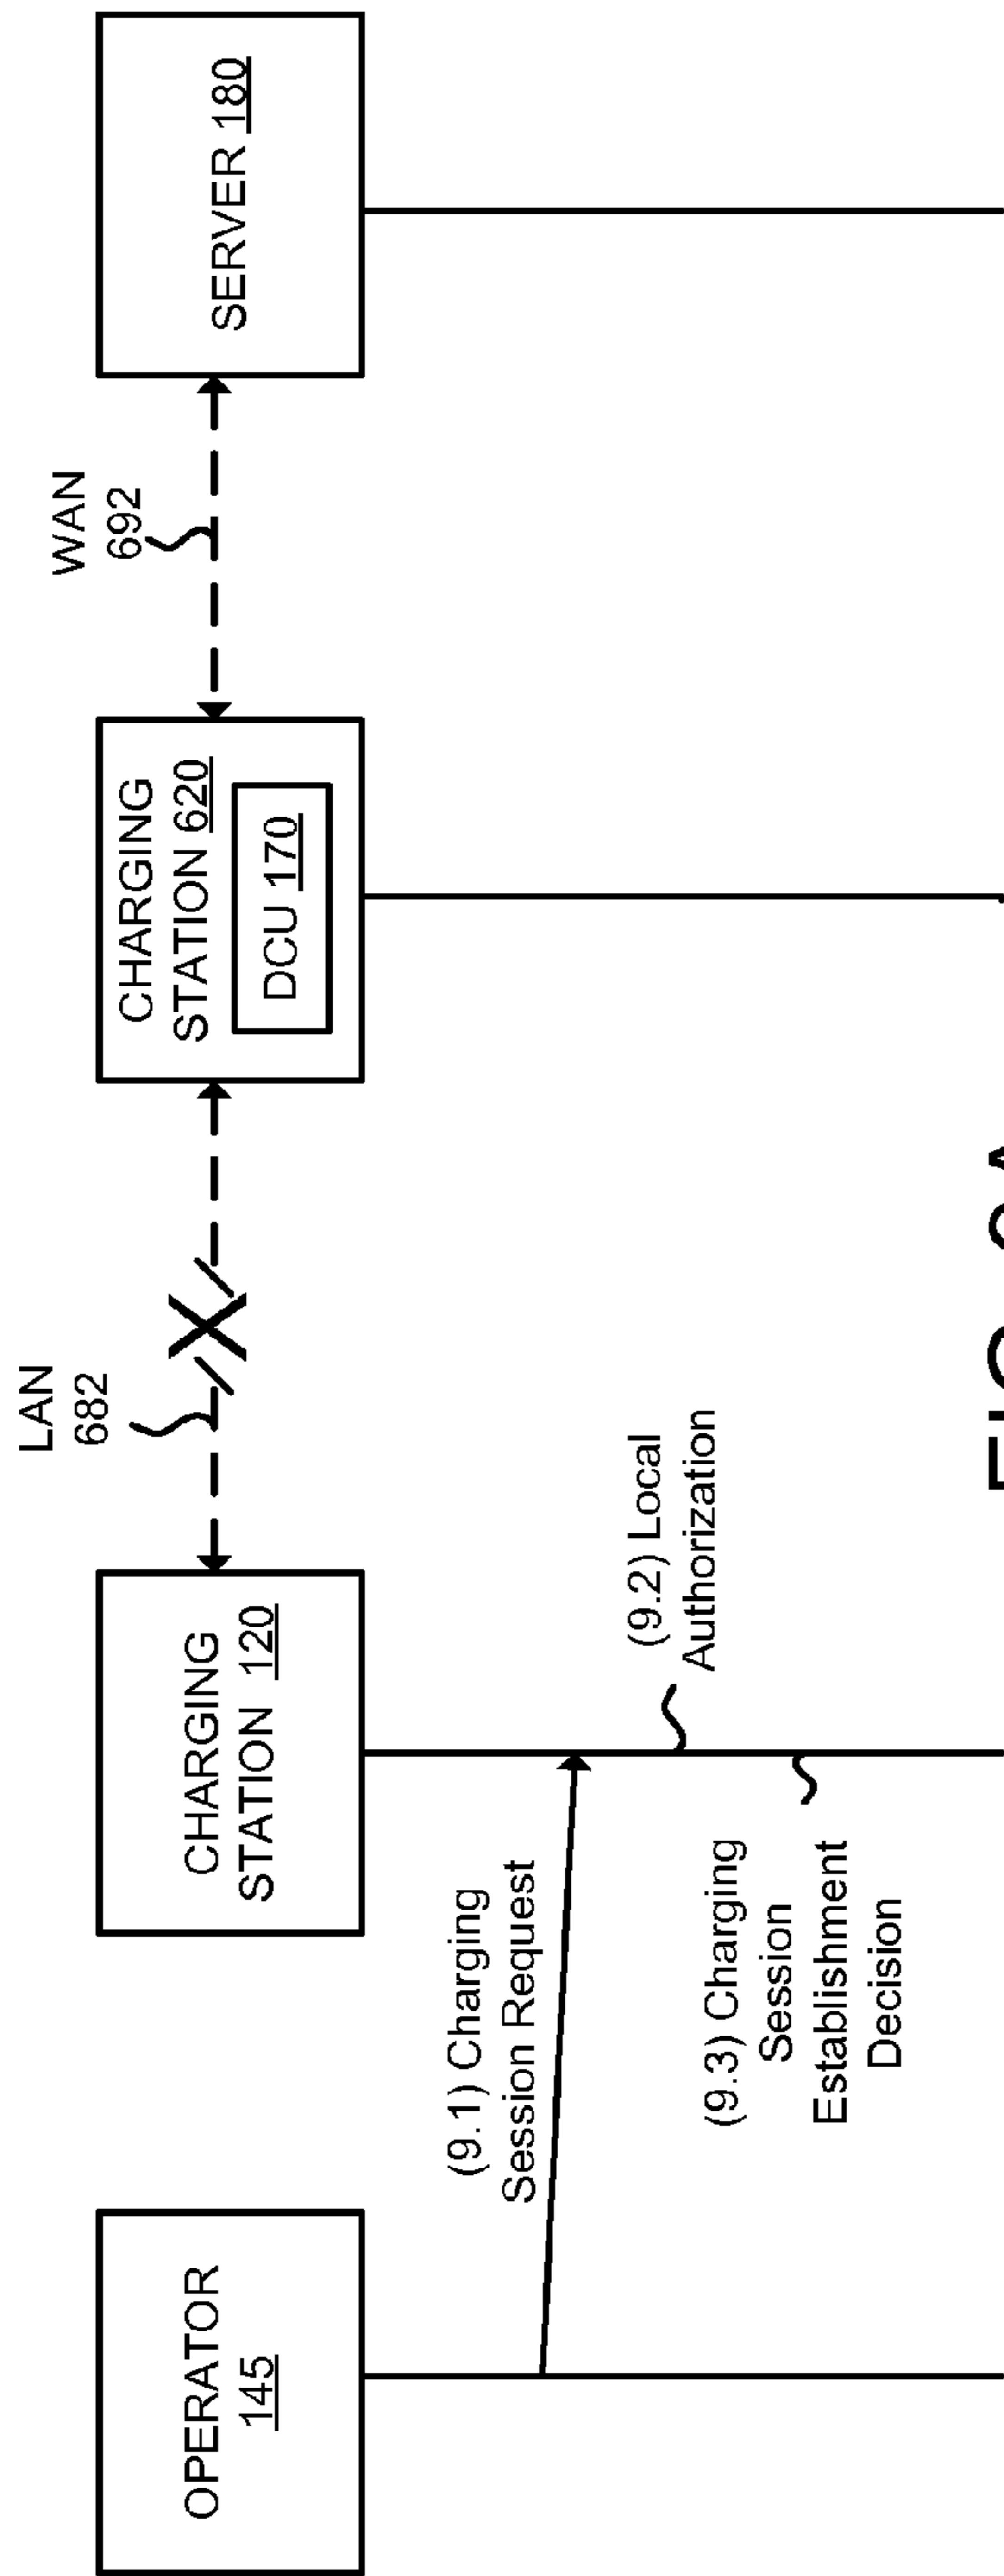 LAN
682
WAN
692
OPERATOR
145
CHARGING
STATION 120
CHARGING
STATION 620
DCU 170
SERVER 180
(9.1) Charging
Session Request
(9.2) Local
Authorization
(9.3) Charging
Session
Establishment
Decision